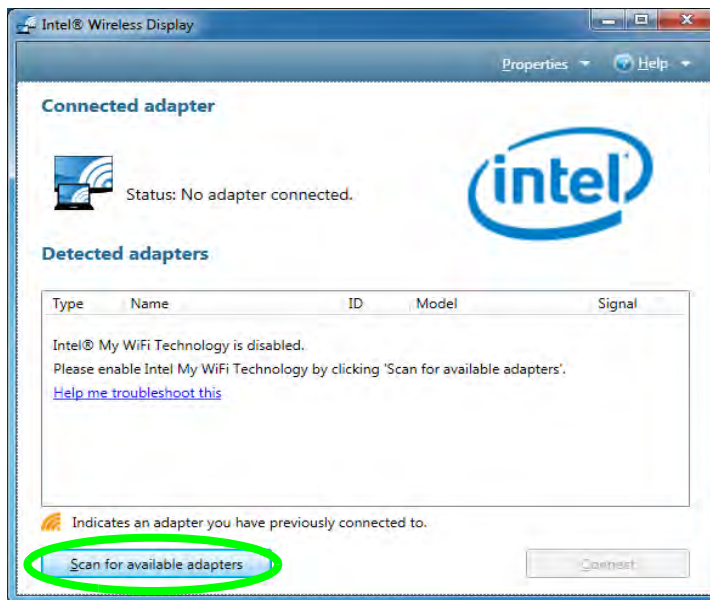 Intel® Wireless Display
Properties Help
Connected adapter
intel
Status: No adapter connected.
Detected adapters
Type Name ID Model Signal
Intel® My WiFi Technology is disabled.
Please enable Intel My WiFi Technology by clicking 'Scan for available adapters'.
Help me troubleshoot this
Indicates an adapter you have previously connected to.
Scan for available adapters Connect